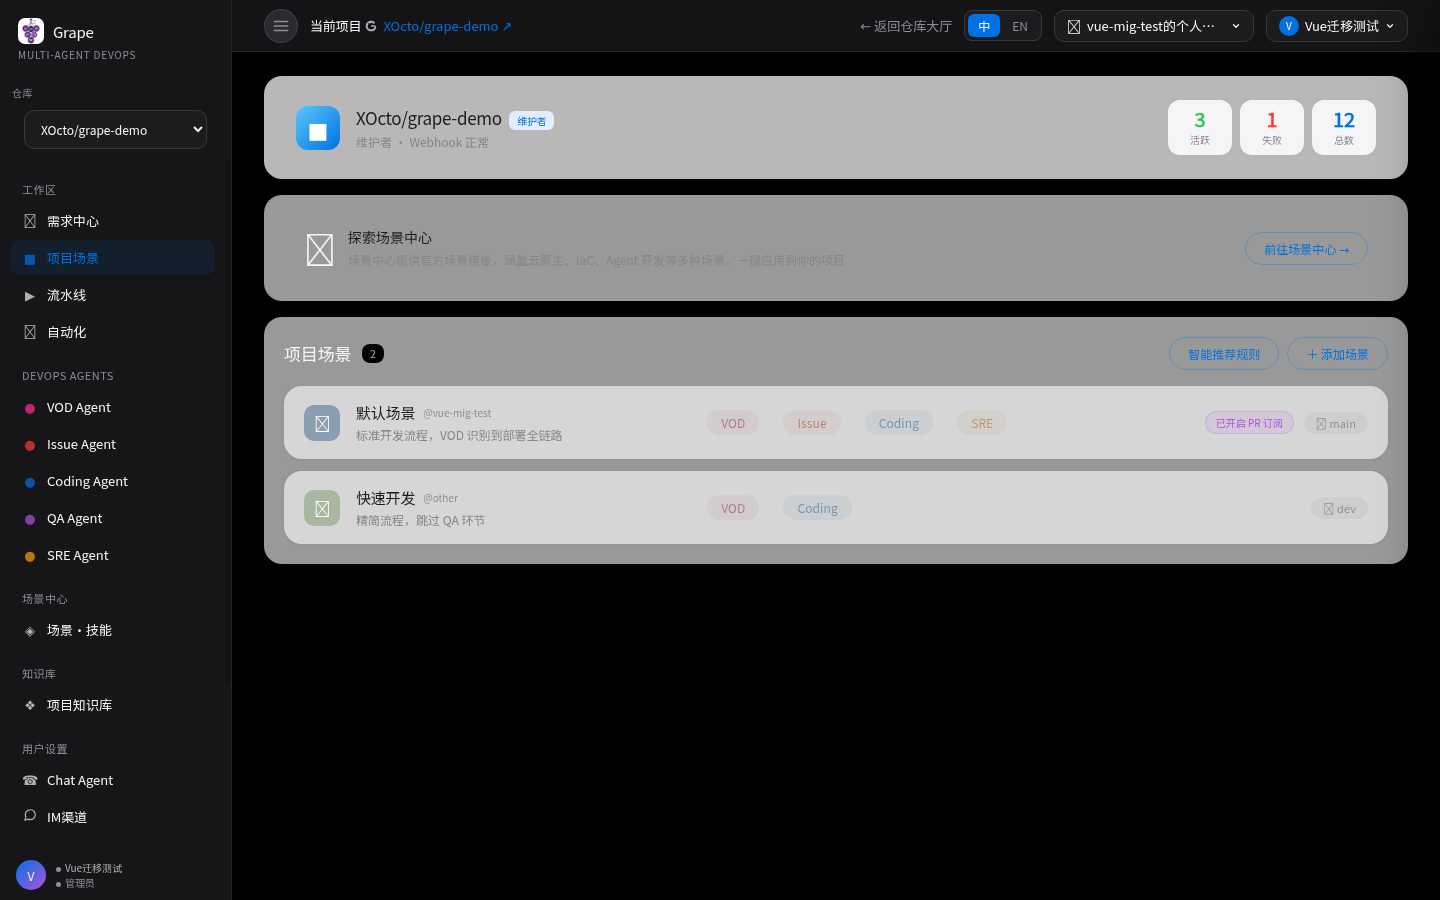 Grape
MULTI-AGENT DEVOPS
仓库
XOcto/grape-demo
工作区
需求中心
项目场景
流水线
自动化
DEVOPS AGENTS
VOD Agent
Issue Agent
Coding Agent
QA Agent
SRE Agent
场景中心
场景・技能
知识库
项目知识库
用户设置
Chat Agent
IM渠道
V
Vue迁移测试
管理员
当前项目 G XOcto/grape-demo ↗
← 返回仓库大厅
中 EN
vue-mig-test的个人…
V Vue迁移测试
XOcto/grape-demo 维护者
维护者 · Webhook 正常
3 活跃
1 失败
12 总数
探索场景中心
场景中心提供官方场景模板，涵盖云原生、IaC、Agent 开发等多种场景，一键应用到你的项目
前往场景中心 →
项目场景 2
智能推荐规则
＋ 添加场景
默认场景 @vue-mig-test
标准开发流程，VOD 识别到部署全链路
VOD Issue Coding SRE
已开启 PR 订阅
main
快速开发 @other
精简流程，跳过 QA 环节
VOD Coding
dev